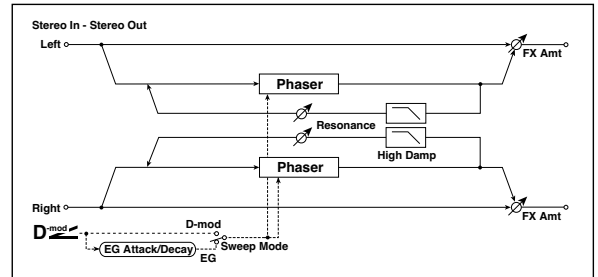 Stereo In - Stereo Out
Left
FX Amt
Phaser
Resonance
High Damp
Phaser
Right
FX Amt
D-mod
D-mod
EG Attack/Decay
EG
Sweep Mode